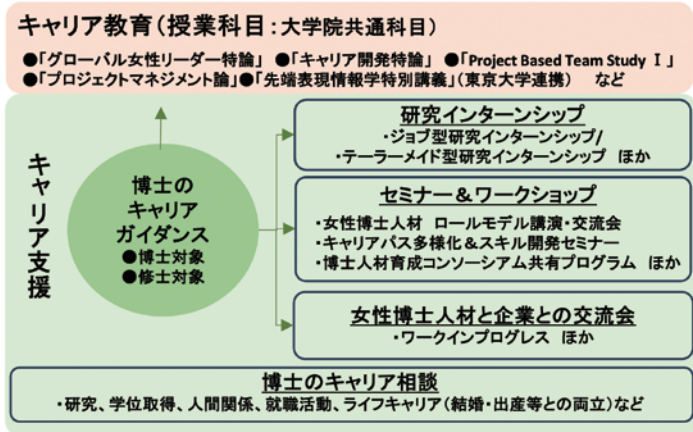 キャリア教育(授業科目:大学院共通科目)
●「グローバル女性リーダー特論」 ●「キャリア開発特論」 ●「Project Based Team Study Ⅰ」
●「プロジェクトマネジメント論」●「先端表現情報学特別講義」(東京大学連携) など
キャリア支援
博士の
キャリア
ガイダンス
●博士対象
●修士対象
研究インターンシップ
・ジョブ型研究インターンシップ/
・テーラーメイド型研究インターンシップ ほか
セミナー&ワークショップ
・女性博士人材 ロールモデル講演・交流会
・キャリアパス多様化&スキル開発セミナー
・博士人材育成コンソーシアム共有プログラム ほか
女性博士人材と企業との交流会
・ワークインプログレス ほか
博士のキャリア相談
・研究、学位取得、人間関係、就職活動、ライフキャリア(結婚・出産等との両立)など